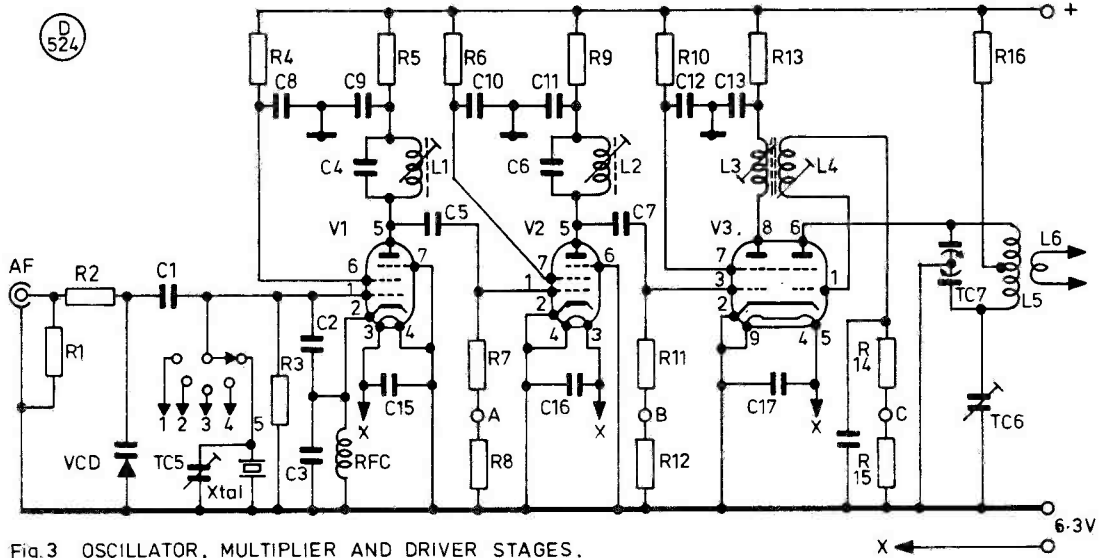 D
524
+
R4
R5
R6
R9
R10
R13
R16
C8
C9
C10
C11
C12
C13
C4
L1
C6
L2
L3
L4
C5
C7
V1
5
V2
5
V3.
8
6
L6
L5
AF
R2
C1
6
7
1
2
3
4
7
6
1
2
4
3
7
3
1
2
9
4
5
TC7
R1
C2
R3
R7
R11
R
14
1
2
3
4
5
C15
C16
C17
X
X
X
A
B
C
TC6
VCD
TC5
Xtal
C3
RFC
R8
R12
R
15
6·3V
X
Fig.3 OSCILLATOR, MULTIPLIER AND DRIVER STAGES.